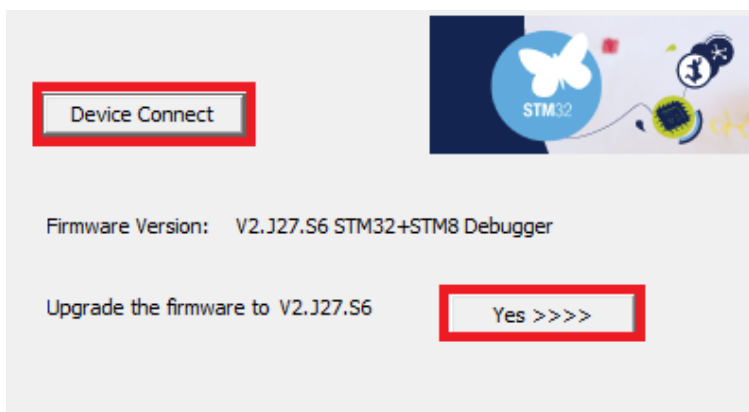 Device Connect
STM32
Firmware Version: V2.J27.S6 STM32+STM8 Debugger
Upgrade the firmware to V2.J27.S6
Yes >>>>